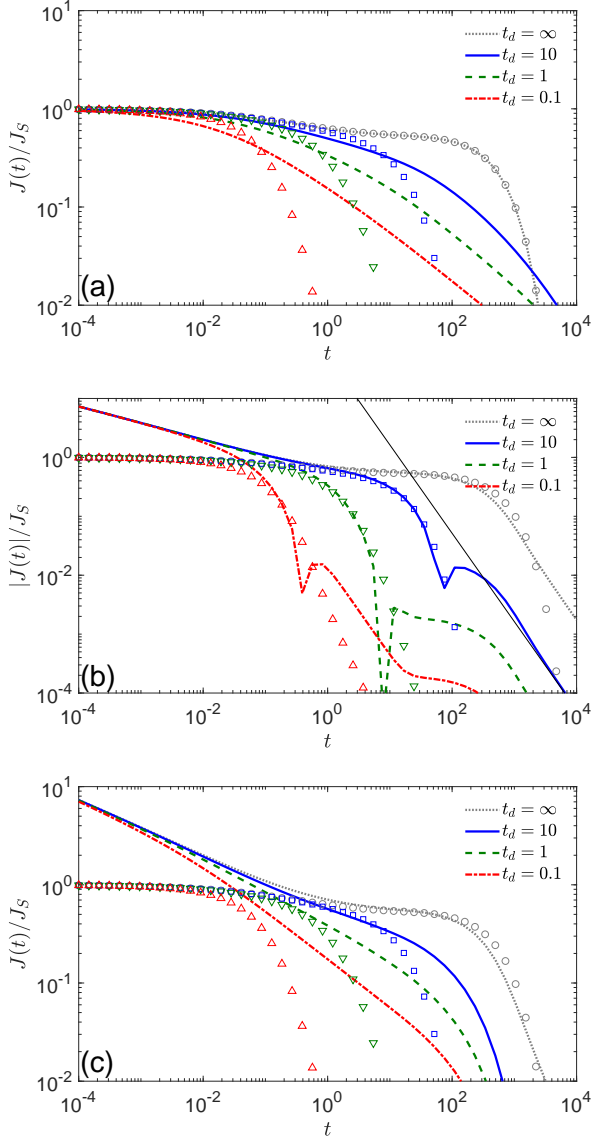 10^2
10^1
10^0
10^-1
10^-2
J(t)/J_S
t_d = ∞
t_d = 10
t_d = 1
t_d = 0.1
(a)
10^-4 10^-2 10^0 10^2 10^4
t
10^0
10^-2
10^-4
|J(t)|/J_S
t_d = ∞
t_d = 10
t_d = 1
t_d = 0.1
(b)
10^-4 10^-2 10^0 10^2 10^4
t
10^1
10^0
10^-1
10^-2
J(t)/J_S
t_d = ∞
t_d = 10
t_d = 1
t_d = 0.1
(c)
10^-4 10^-2 10^0 10^2 10^4
t